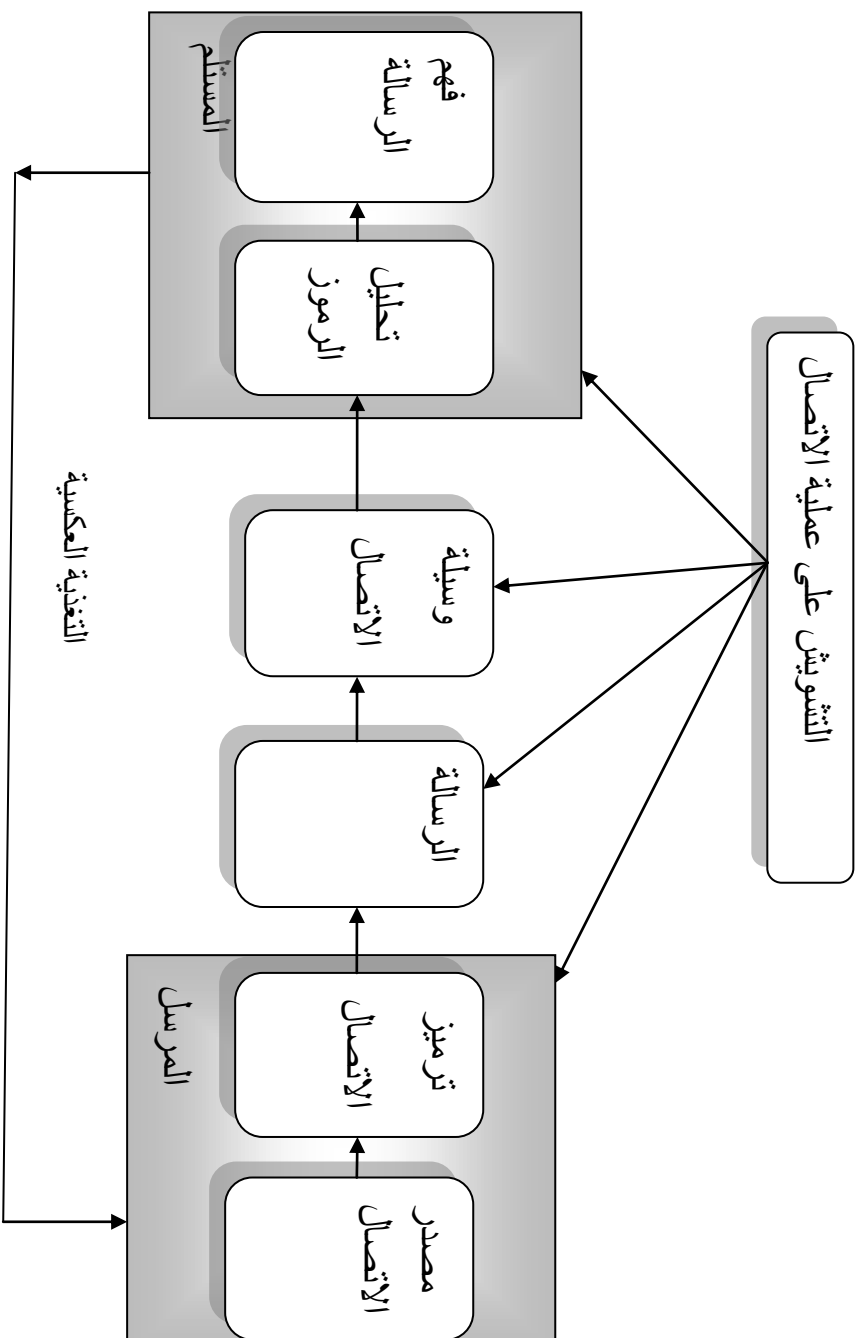 التشويش على عملية الاتصال
مصدر
الاتصال
ترميز
الاتصال
المرسل
الرسالة
وسيلة
الاتصال
تحليل
الرموز
فهم
الرسالة
المستلم
التغذية العكسية